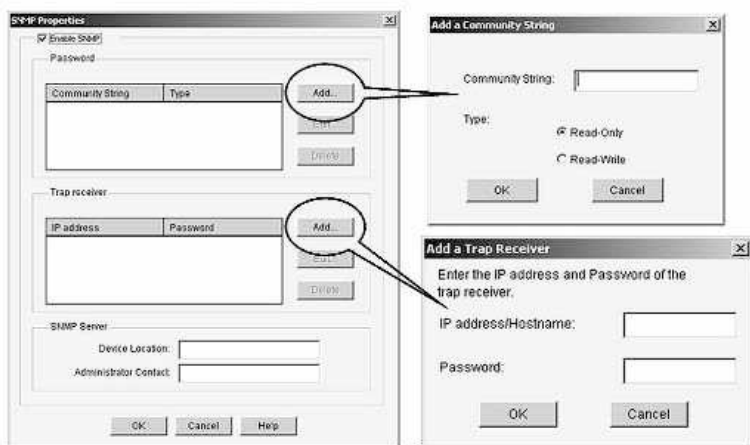 SNMP Properties
Enable SNMP
Password
Community String Type
Add...
Edit...
Delete
Trap receiver
IP address Password
Add...
Edit...
Delete
SNMP Server
Device Location:
Administrator Contact:
OK Cancel Help
Add a Community String
Community String:
Type:
Read-Only
Read-Write
OK Cancel
Add a Trap Receiver
Enter the IP address and Password of the
trap receiver.
IP address/Hostname:
Password:
OK Cancel